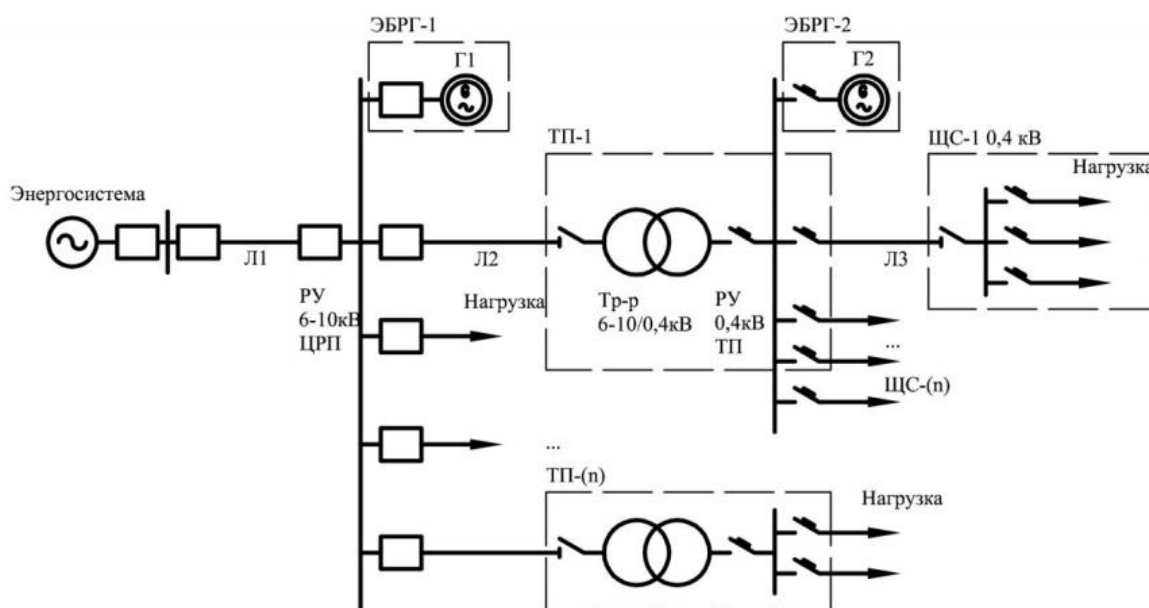 ЭБРГ-1
ЭБРГ-2
Г1
Г2
G
G
ТП-1
ЩС-1 0,4 кВ
Нагрузка
Энергосистема
Л1
Л2
Л3
РУ
6-10кВ
ЦРП
Нагрузка
Тр-р
6-10/0,4кВ
РУ
0,4кВ
ТП
...
ЩС-(n)
...
ТП-(n)
Нагрузка